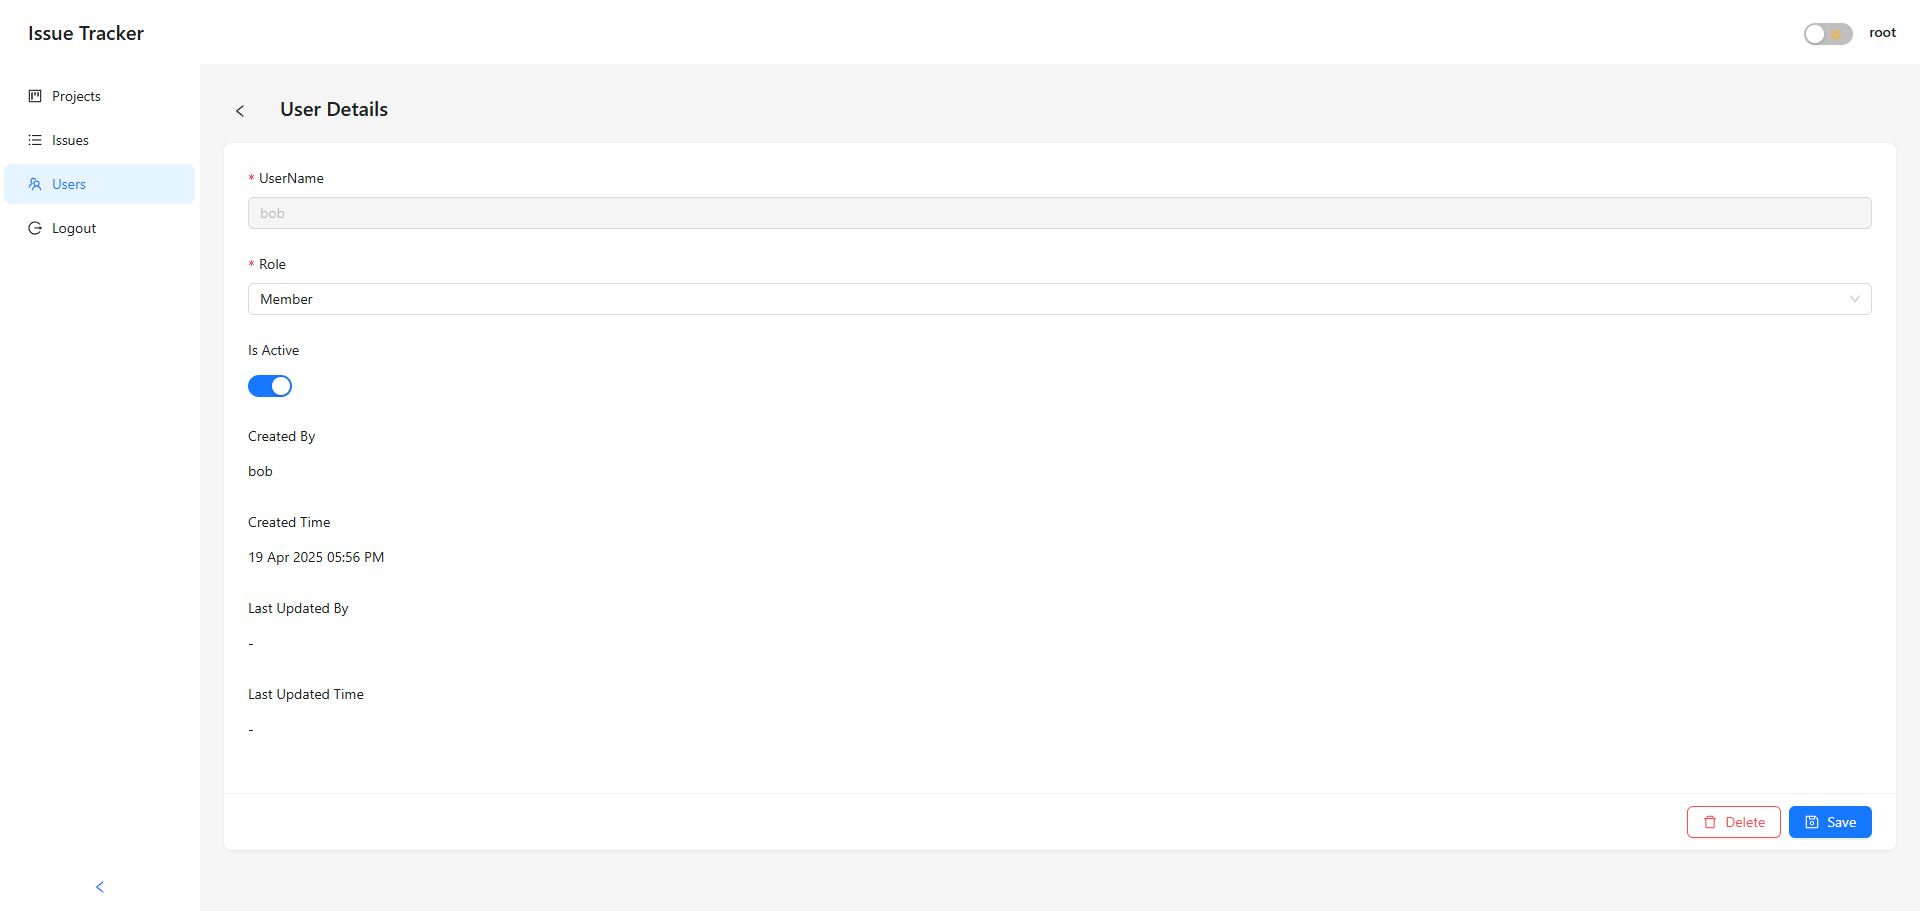 Issue Tracker
root
Projects
Issues
Users
Logout
User Details
* UserName
bob
* Role
Member
Is Active
Created By
bob
Created Time
19 Apr 2025 05:56 PM
Last Updated By
-
Last Updated Time
-
Delete
Save